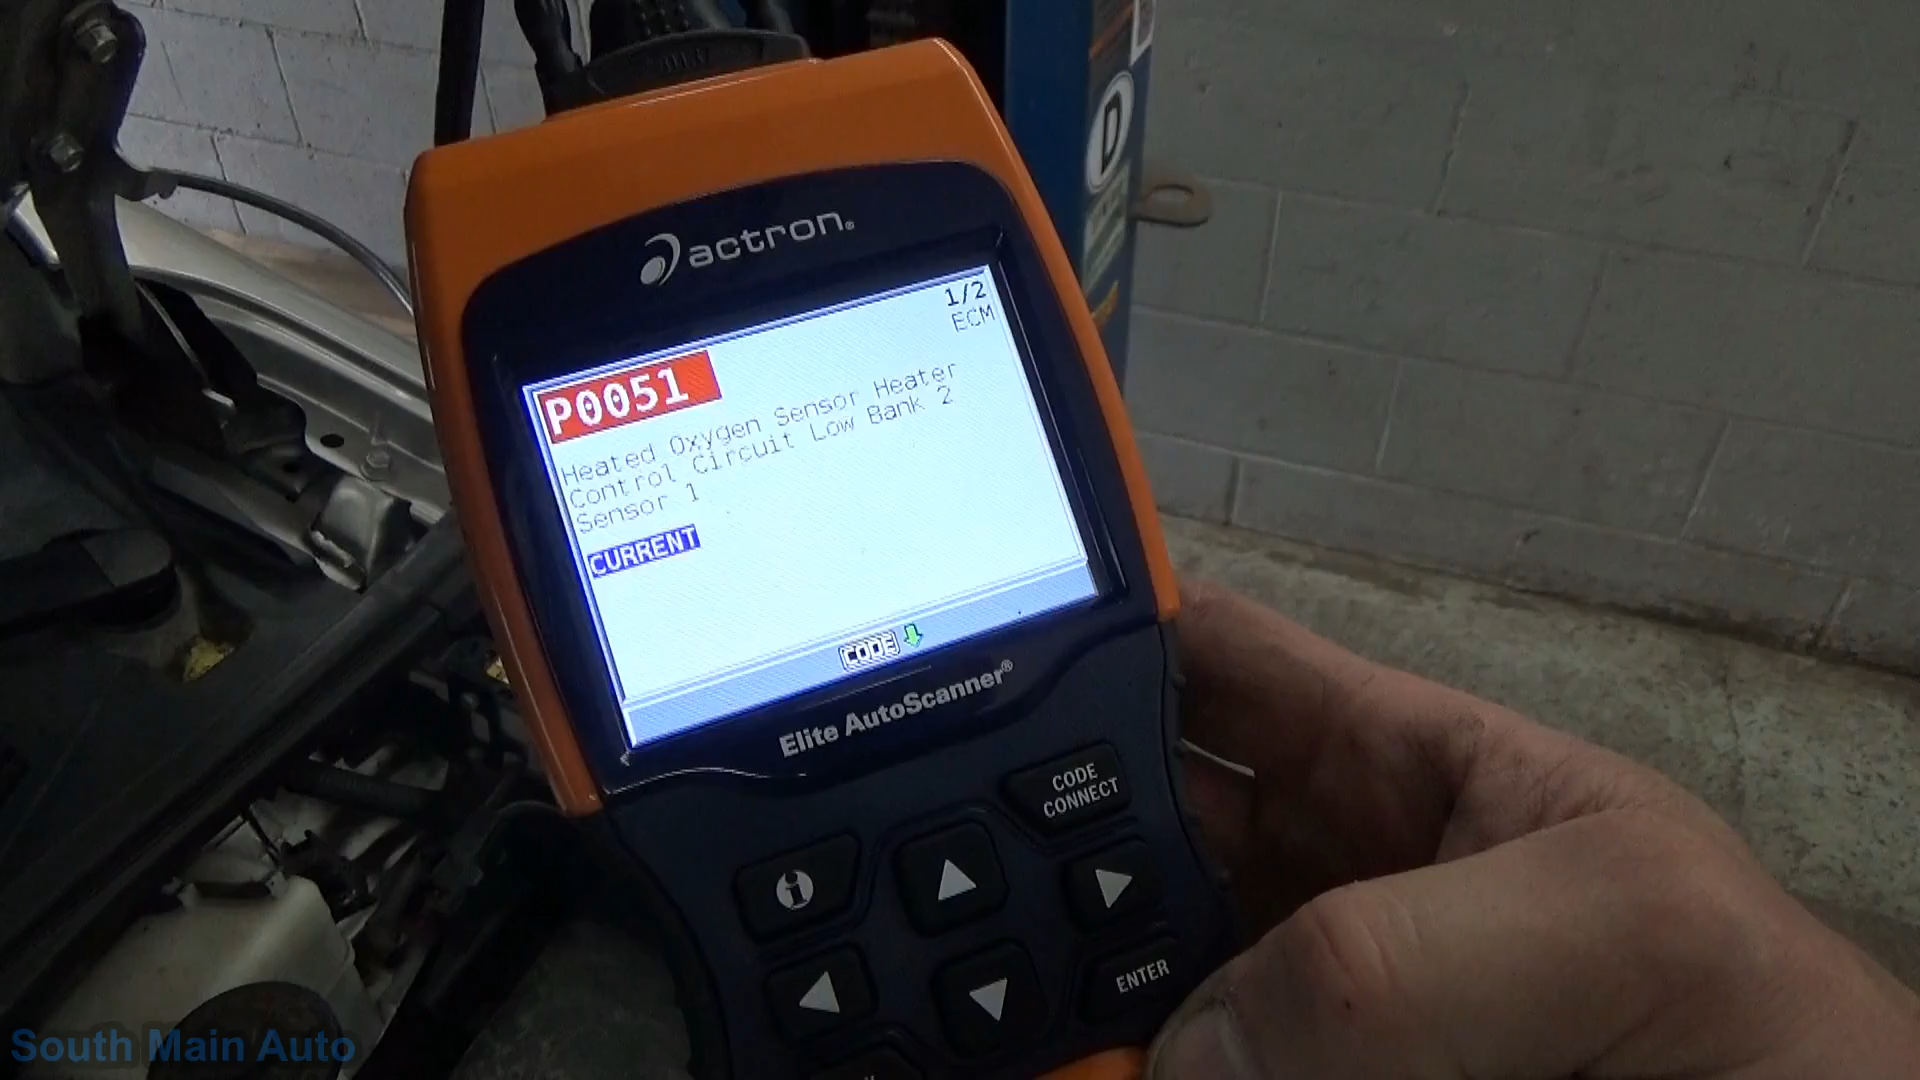 D
actron®
1/2
ECM
P0051
Heated Oxygen Sensor Heater
Control Circuit Low Bank 2
Sensor 1
CURRENT
CODE
Elite AutoScanner®
CODE
CONNECT
i
ENTER
South Main Auto